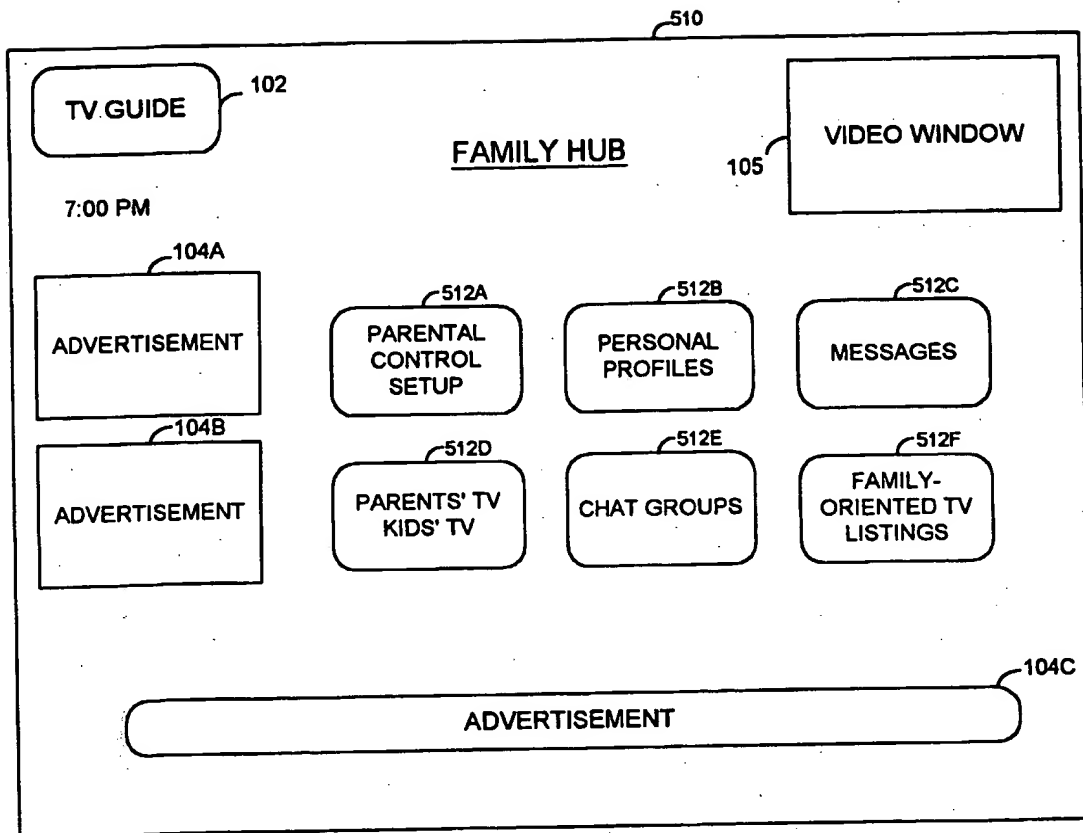 510
TV GUIDE
102
FAMILY HUB
VIDEO WINDOW
105
7:00 PM
104A
ADVERTISEMENT
512A
PARENTAL
CONTROL
SETUP
512B
PERSONAL
PROFILES
512C
MESSAGES
104B
ADVERTISEMENT
512D
PARENTS' TV
KIDS' TV
512E
CHAT GROUPS
512F
FAMILY-
ORIENTED TV
LISTINGS
104C
ADVERTISEMENT